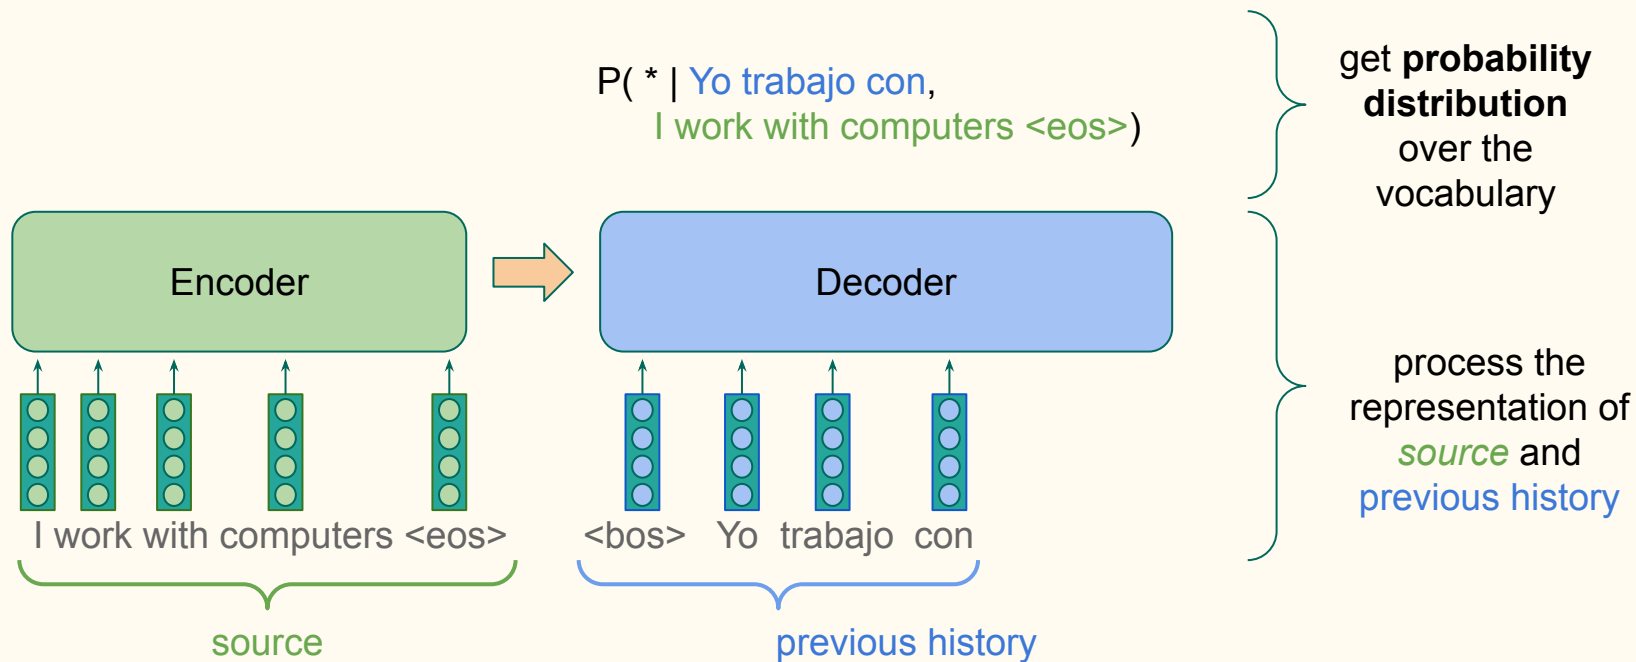 P( * | Yo trabajo con,
I work with computers <eos>)
get probability
distribution
over the
vocabulary
Encoder
Decoder
process the
representation of
source and
previous history
I work with computers <eos>
<bos> Yo trabajo con
source
previous history